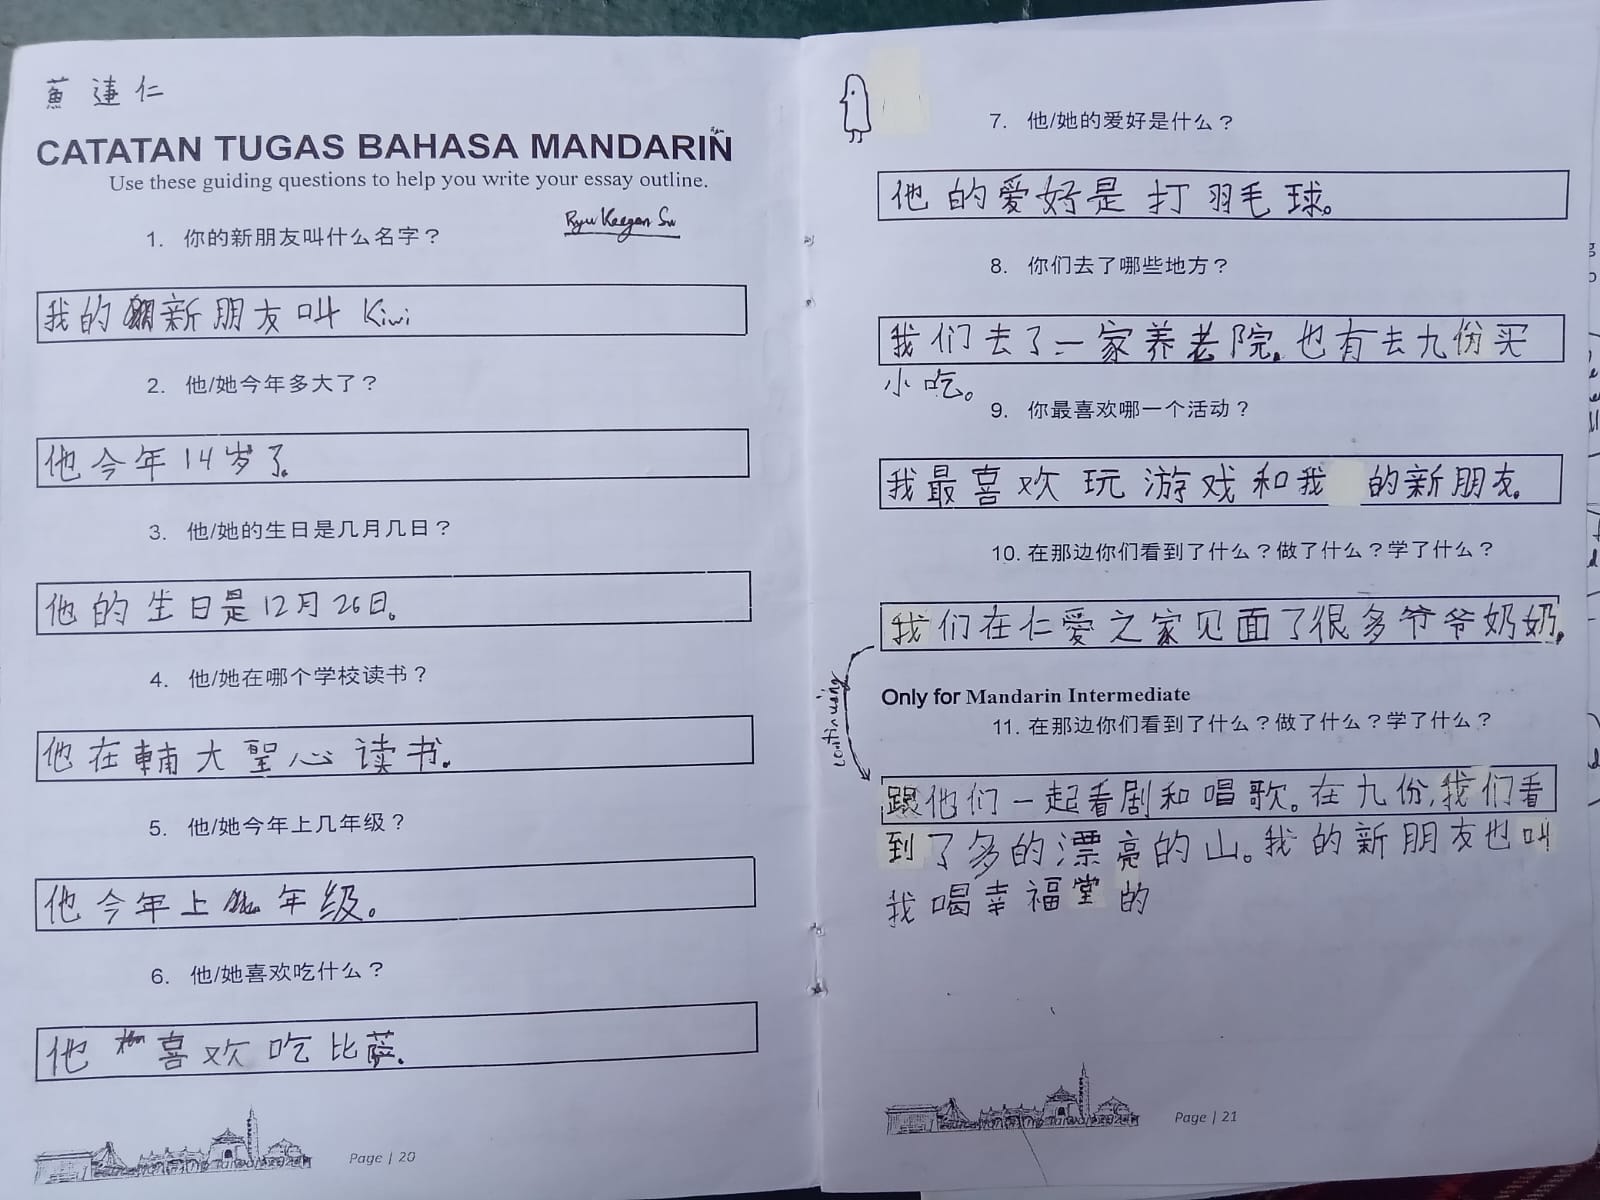 蓮仁
CATATAN TUGAS BAHASA MANDARIN
Use these guiding questions to help you write your essay outline.
Ryu Keegan Su
1. 你的新朋友叫什么名字？
我的新朋友叫 Kiwi
2. 他/她今年多大了？
他今年14岁了。
3. 他/她的生日是几月几日？
他的生日是12月26日。
4. 他/她在哪个学校读书？
他在輔大聖心读书。
5. 他/她今年上几年级？
他今年上年级。
6. 他/她喜欢吃什么？
他喜欢吃比萨.
Page | 20
7. 他/她的爱好是什么？
他的爱好是打羽毛球。
8. 你们去了哪些地方？
我们去了一家养老院。也有去九份买
小吃。
9. 你最喜欢哪一个活动？
我最喜欢玩游戏和我的新朋友。
10. 在那边你们看到了什么？做了什么？学了什么？
我们在仁愛之家见面了很多爷爷奶奶,
continuing
Only for Mandarin Intermediate
11. 在那边你们看到了什么？做了什么？学了什么？
跟他们一起看剧和唱歌。在九份,我们看
到了多的漂亮的山。我的新朋友也叫
我喝幸福堂的
Page | 21